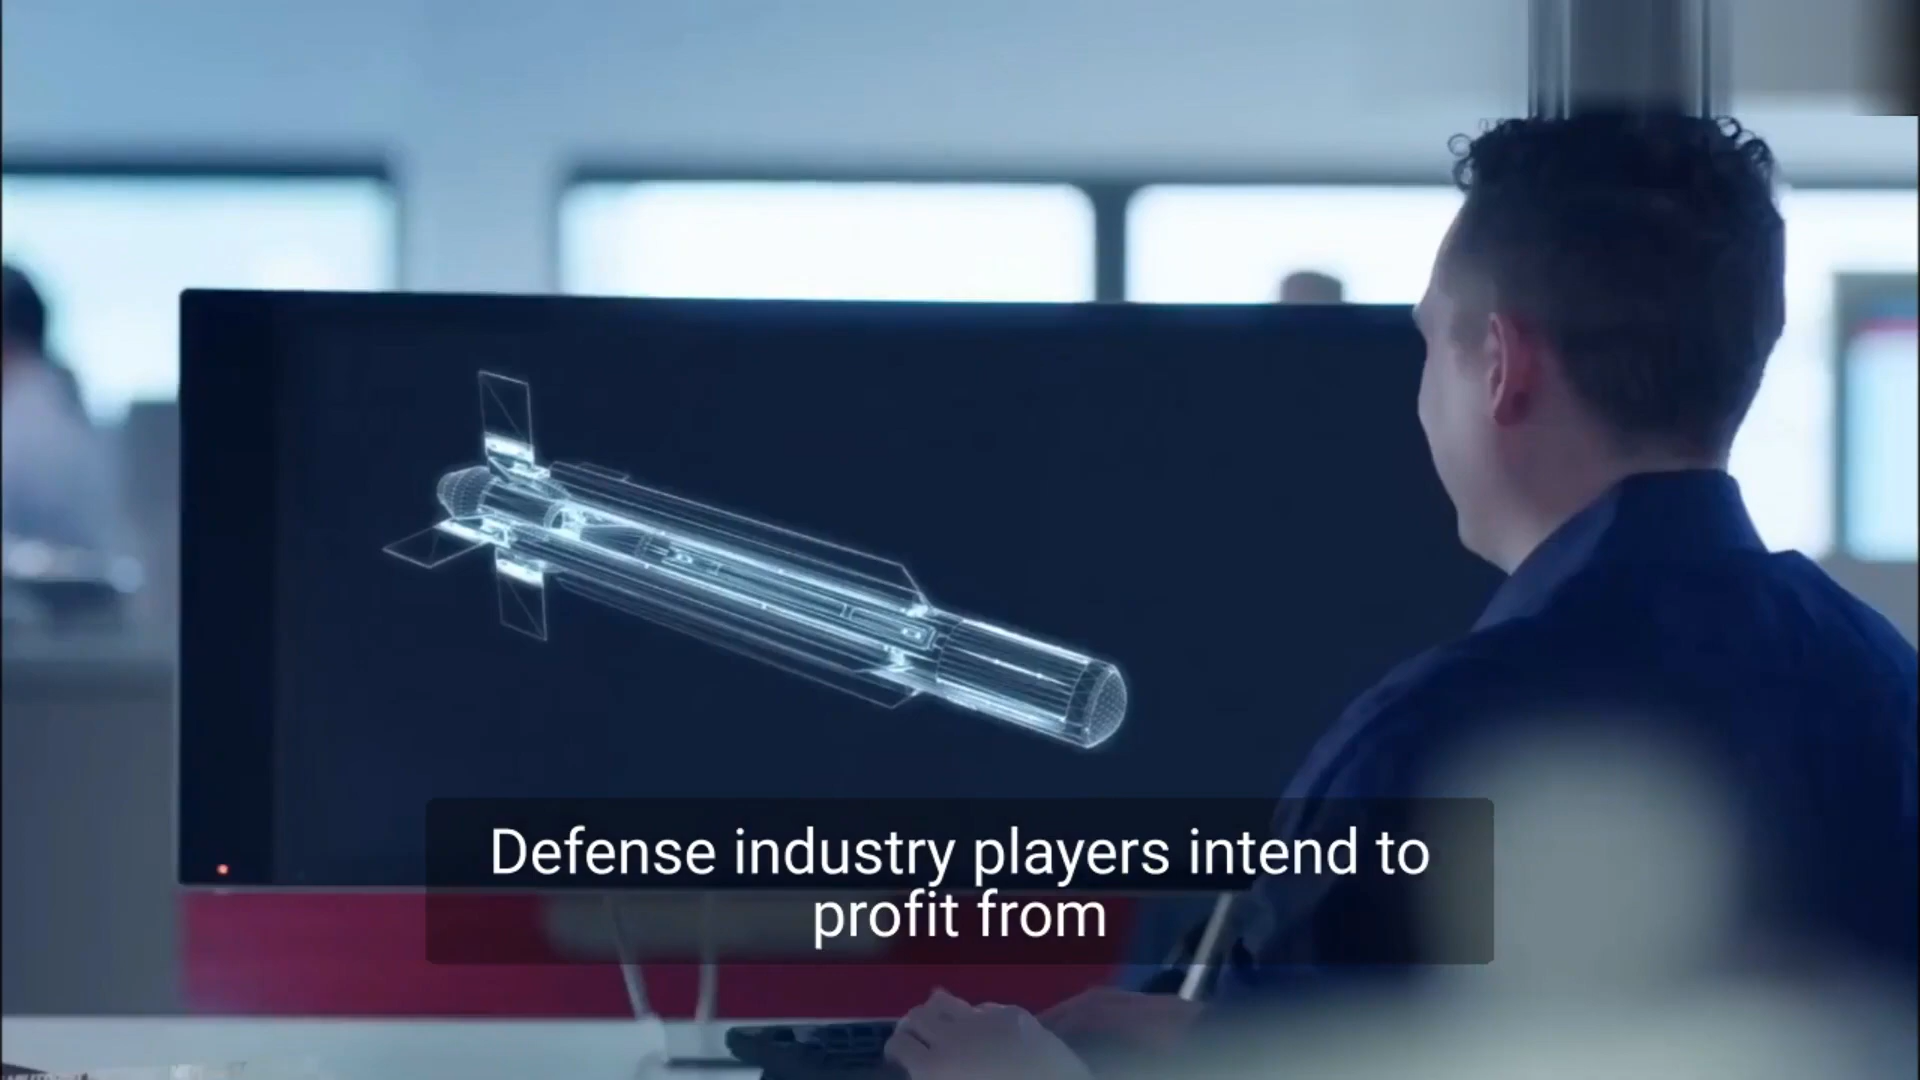 Defense industry players intend to
profit from